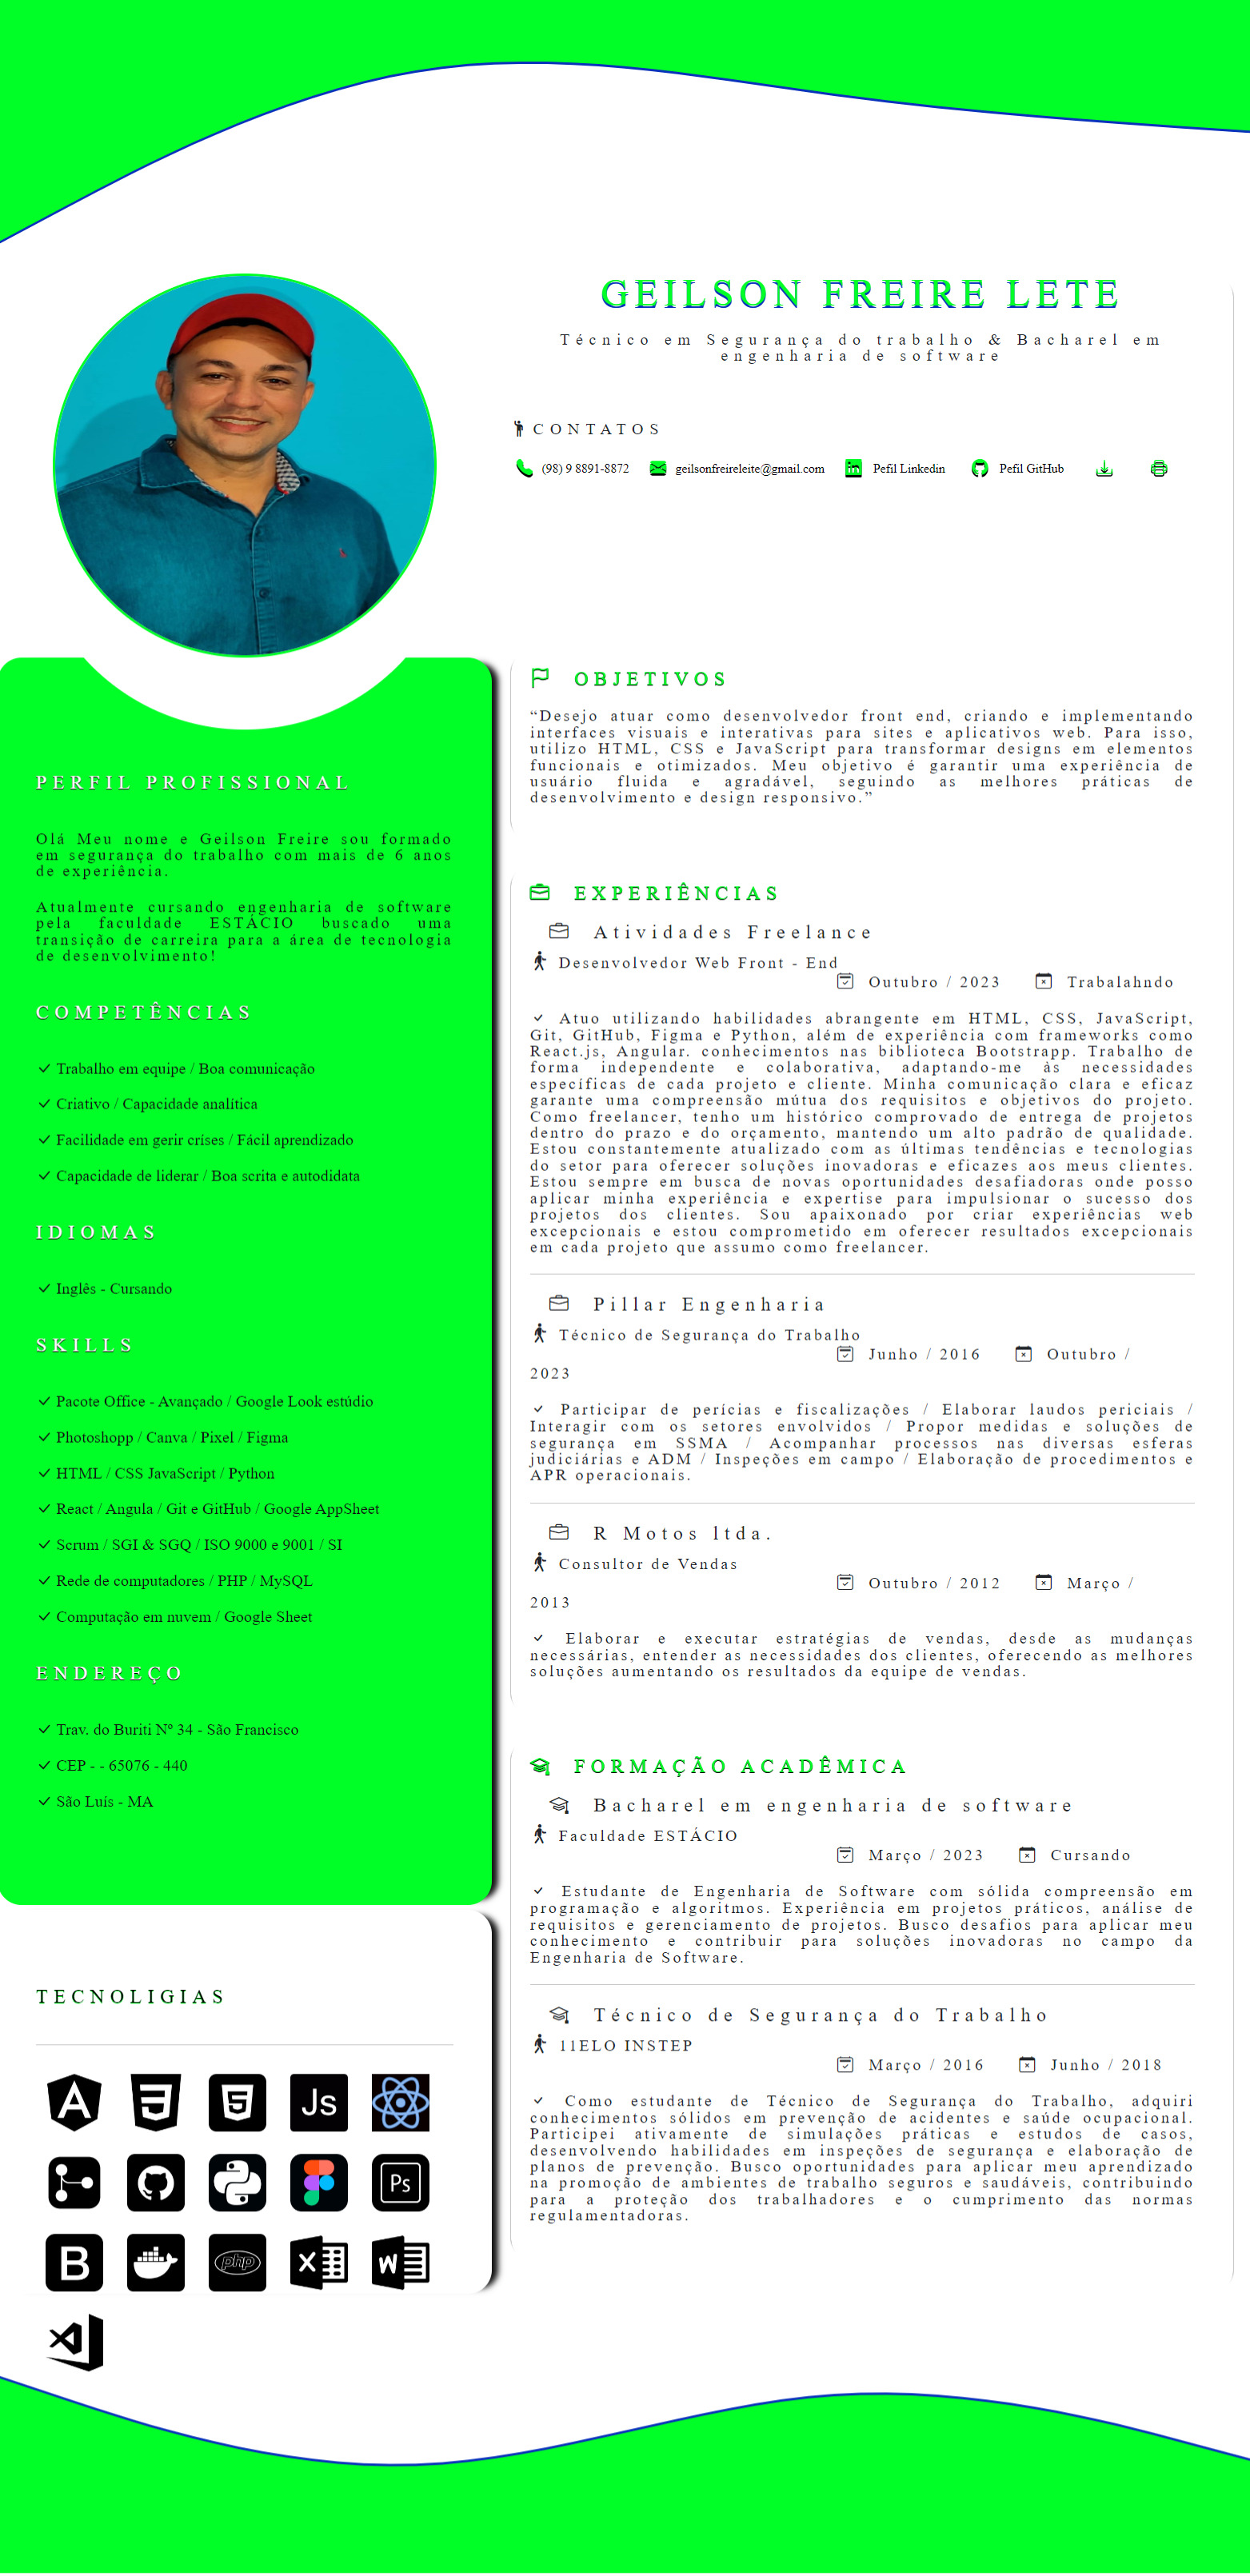 GEILSON FREIRE LETE
Técnico em Segurança do trabalho & Bacharel em
engenharia de software
CONTATOS
(98) 9 8891-8872 geilsonfreireleite@gmail.com Pefil Linkedin Pefil GitHub
PERFIL PROFISSIONAL
Olá Meu nome e Geilson Freire sou formado
em segurança do trabalho com mais de 6 anos
de experiência.
Atualmente cursando engenharia de software
pela faculdade ESTÁCIO buscado uma
transição de carreira para a área de tecnologia
de desenvolvimento!
COMPETÊNCIAS
Trabalho em equipe / Boa comunicação
Criativo / Capacidade analítica
Facilidade em gerir crises / Fácil aprendizado
Capacidade de liderar / Boa scrita e autodidata
IDIOMAS
Inglês - Cursando
SKILLS
Pacote Office - Avançado / Google Look estúdio
Photoshopp / Canva / Pixel / Figma
HTML / CSS JavaScript / Python
React / Angula / Git e GitHub / Google AppSheet
Scrum / SGI & SGQ / ISO 9000 e 9001 / SI
Rede de computadores / PHP / MySQL
Computação em nuvem / Google Sheet
ENDEREÇO
Trav. do Buriti Nº 34 - São Francisco
CEP - - 65076 - 440
São Luís - MA
TECNOLIGIAS
A
3
5
Js
Ps
B
php
X
W
OBJETIVOS
“Desejo atuar como desenvolvedor front end, criando e implementando
interfaces visuais e interativas para sites e aplicativos web. Para isso,
utilizo HTML, CSS e JavaScript para transformar designs em elementos
funcionais e otimizados. Meu objetivo é garantir uma experiência de
usuário fluida e agradável, seguindo as melhores práticas de
desenvolvimento e design responsivo.”
EXPERIÊNCIAS
Atividades Freelance
Desenvolvedor Web Front - End
Outubro / 2023 Trabalahndo
Atuo utilizando habilidades abrangente em HTML, CSS, JavaScript,
Git, GitHub, Figma e Python, além de experiência com frameworks como
React.js, Angular. conhecimentos nas biblioteca Bootstrapp. Trabalho de
forma independente e colaborativa, adaptando-me às necessidades
específicas de cada projeto e cliente. Minha comunicação clara e eficaz
garante uma compreensão mútua dos requisitos e objetivos do projeto.
Como freelancer, tenho um histórico comprovado de entrega de projetos
dentro do prazo e do orçamento, mantendo um alto padrão de qualidade.
Estou constantemente atualizado com as últimas tendências e tecnologias
do setor para oferecer soluções inovadoras e eficazes aos meus clientes.
Estou sempre em busca de novas oportunidades desafiadoras onde posso
aplicar minha experiência e expertise para impulsionar o sucesso dos
projetos dos clientes. Sou apaixonado por criar experiências web
excepcionais e estou comprometido em oferecer resultados excepcionais
em cada projeto que assumo como freelancer.
Pillar Engenharia
Técnico de Segurança do Trabalho
Junho / 2016 Outubro /
2023
Participar de perícias e fiscalizações / Elaborar laudos periciais /
Interagir com os setores envolvidos / Propor medidas e soluções de
segurança em SSMA / Acompanhar processos nas diversas esferas
judiciárias e ADM / Inspeções em campo / Elaboração de procedimentos e
APR operacionais.
R Motos ltda.
Consultor de Vendas
Outubro / 2012 Março /
2013
Elaborar e executar estratégias de vendas, desde as mudanças
necessárias, entender as necessidades dos clientes, oferecendo as melhores
soluções aumentando os resultados da equipe de vendas.
FORMAÇÃO ACADÊMICA
Bacharel em engenharia de software
Faculdade ESTÁCIO
Março / 2023 Cursando
Estudante de Engenharia de Software com sólida compreensão em
programação e algoritmos. Experiência em projetos práticos, análise de
requisitos e gerenciamento de projetos. Busco desafios para aplicar meu
conhecimento e contribuir para soluções inovadoras no campo da
Engenharia de Software.
Técnico de Segurança do Trabalho
11ELO INSTEP
Março / 2016 Junho / 2018
Como estudante de Técnico de Segurança do Trabalho, adquiri
conhecimentos sólidos em prevenção de acidentes e saúde ocupacional.
Participei ativamente de simulações práticas e estudos de casos,
desenvolvendo habilidades em inspeções de segurança e elaboração de
planos de prevenção. Busco oportunidades para aplicar meu aprendizado
na promoção de ambientes de trabalho seguros e saudáveis, contribuindo
para a proteção dos trabalhadores e o cumprimento das normas
regulamentadoras.